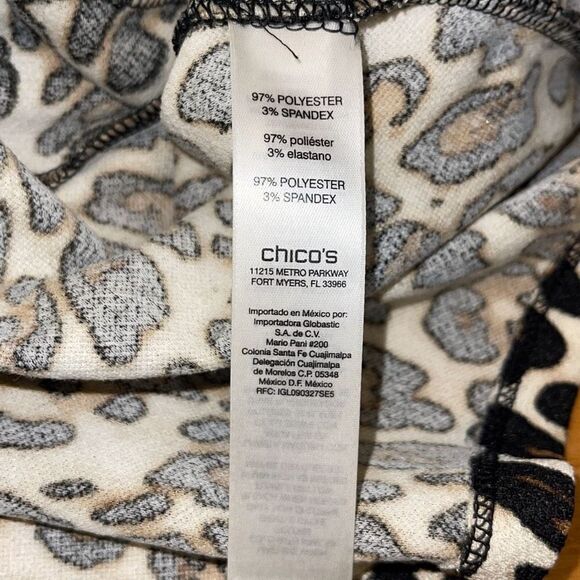 97% POLYESTER
3% SPANDEX
97% poliéster
3% elastano
97% POLYESTER
3% SPANDEX
chico's
11215 METRO PARKWAY
FORT MYERS, FL 33966
Importado en México por:
Importadora Globastic
S.A. de C.V.
Mario Pani #200
Colonia Santa Fe Cuajimalpa
Delegación Cuajimalpa
de Morelos C.P. 05348
México D.F. México
RFC: IGL090327SE5